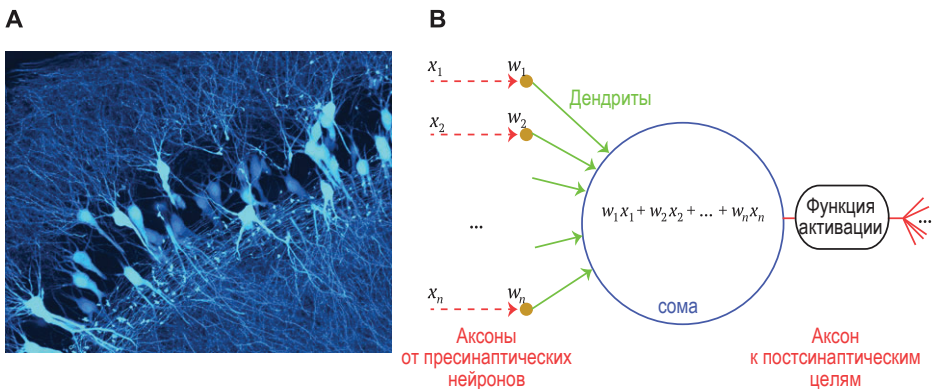 A
B
x₁
w₁
Дендриты
x₂
w₂
w₁x₁ + w₂x₂ + ... + wₙxₙ
Функция
активации
...
...
xₙ
wₙ
сома
Аксоны
от пресинаптических
нейронов
Аксон
к постсинаптическим
целям